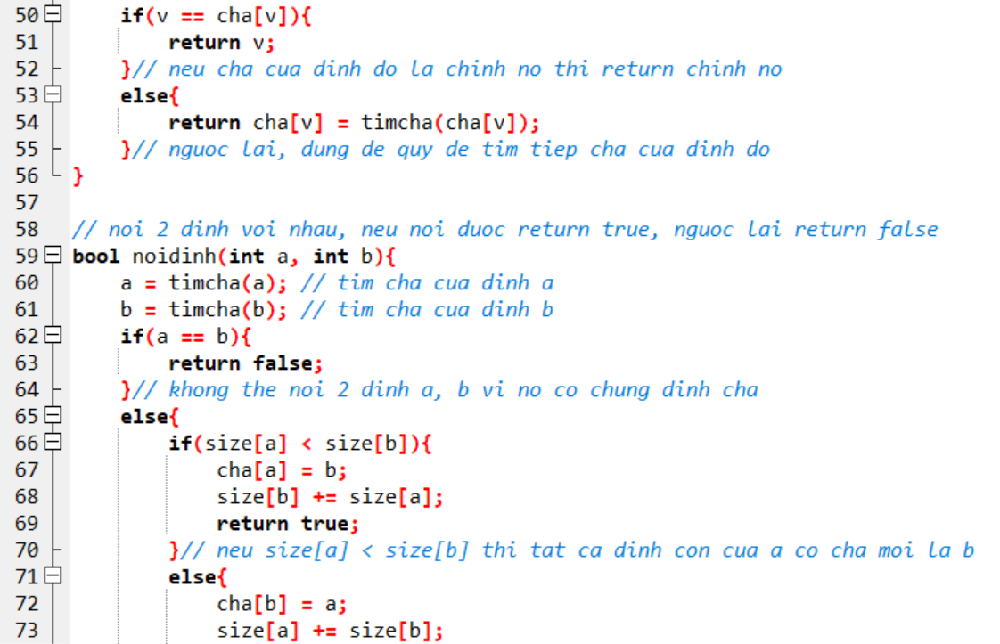 50 if(v == cha[v]){
51 return v;
52 }// neu cha cua dinh do la chinh no thi return chinh no
53 else{
54 return cha[v] = timcha(cha[v]);
55 }// nguoc lai, dung de quy de tim tiep cha cua dinh do
56 }
57
58 // noi 2 dinh voi nhau, neu noi duoc return true, nguoc lai return false
59 bool noidinh(int a, int b){
60 a = timcha(a); // tim cha cua dinh a
61 b = timcha(b); // tim cha cua dinh b
62 if(a == b){
63 return false;
64 }// khong the noi 2 dinh a, b vi no co chung dinh cha
65 else{
66 if(size[a] < size[b]){
67 cha[a] = b;
68 size[b] += size[a];
69 return true;
70 }// neu size[a] < size[b] thi tat ca dinh con cua a co cha moi la b
71 else{
72 cha[b] = a;
73 size[a] += size[b];